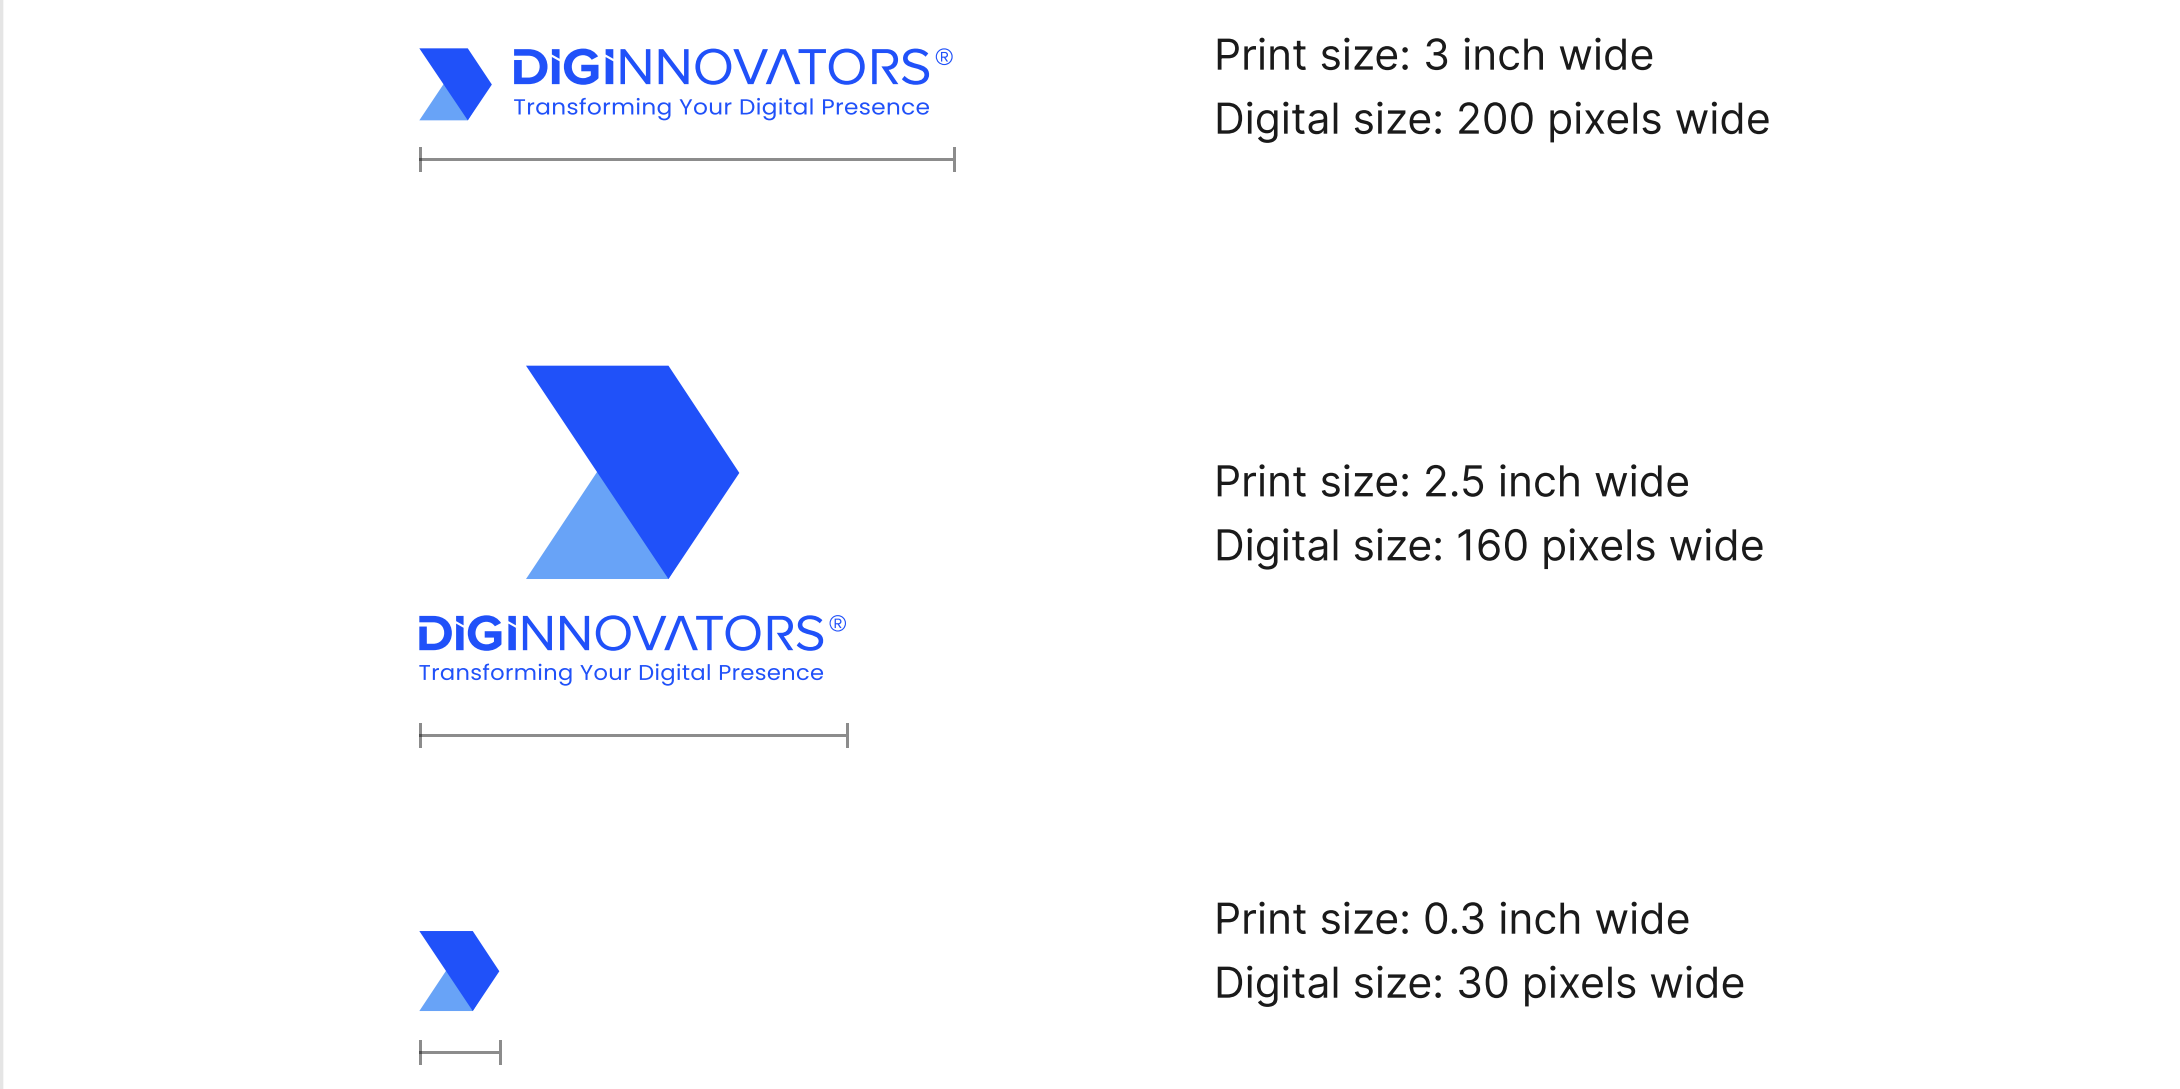 DIGINNOVATORS®
Transforming Your Digital Presence
Print size: 3 inch wide
Digital size: 200 pixels wide
DIGINNOVATORS®
Transforming Your Digital Presence
Print size: 2.5 inch wide
Digital size: 160 pixels wide
Print size: 0.3 inch wide
Digital size: 30 pixels wide